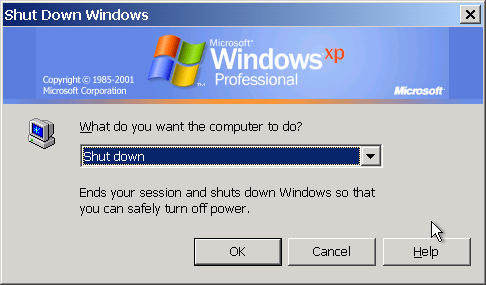 Shut Down Windows
Microsoft®
Windows xp
Professional
Copyright © 1985-2001
Microsoft Corporation
Microsoft
What do you want the computer to do?
Shut down
Ends your session and shuts down Windows so that
you can safely turn off power.
OK Cancel Help